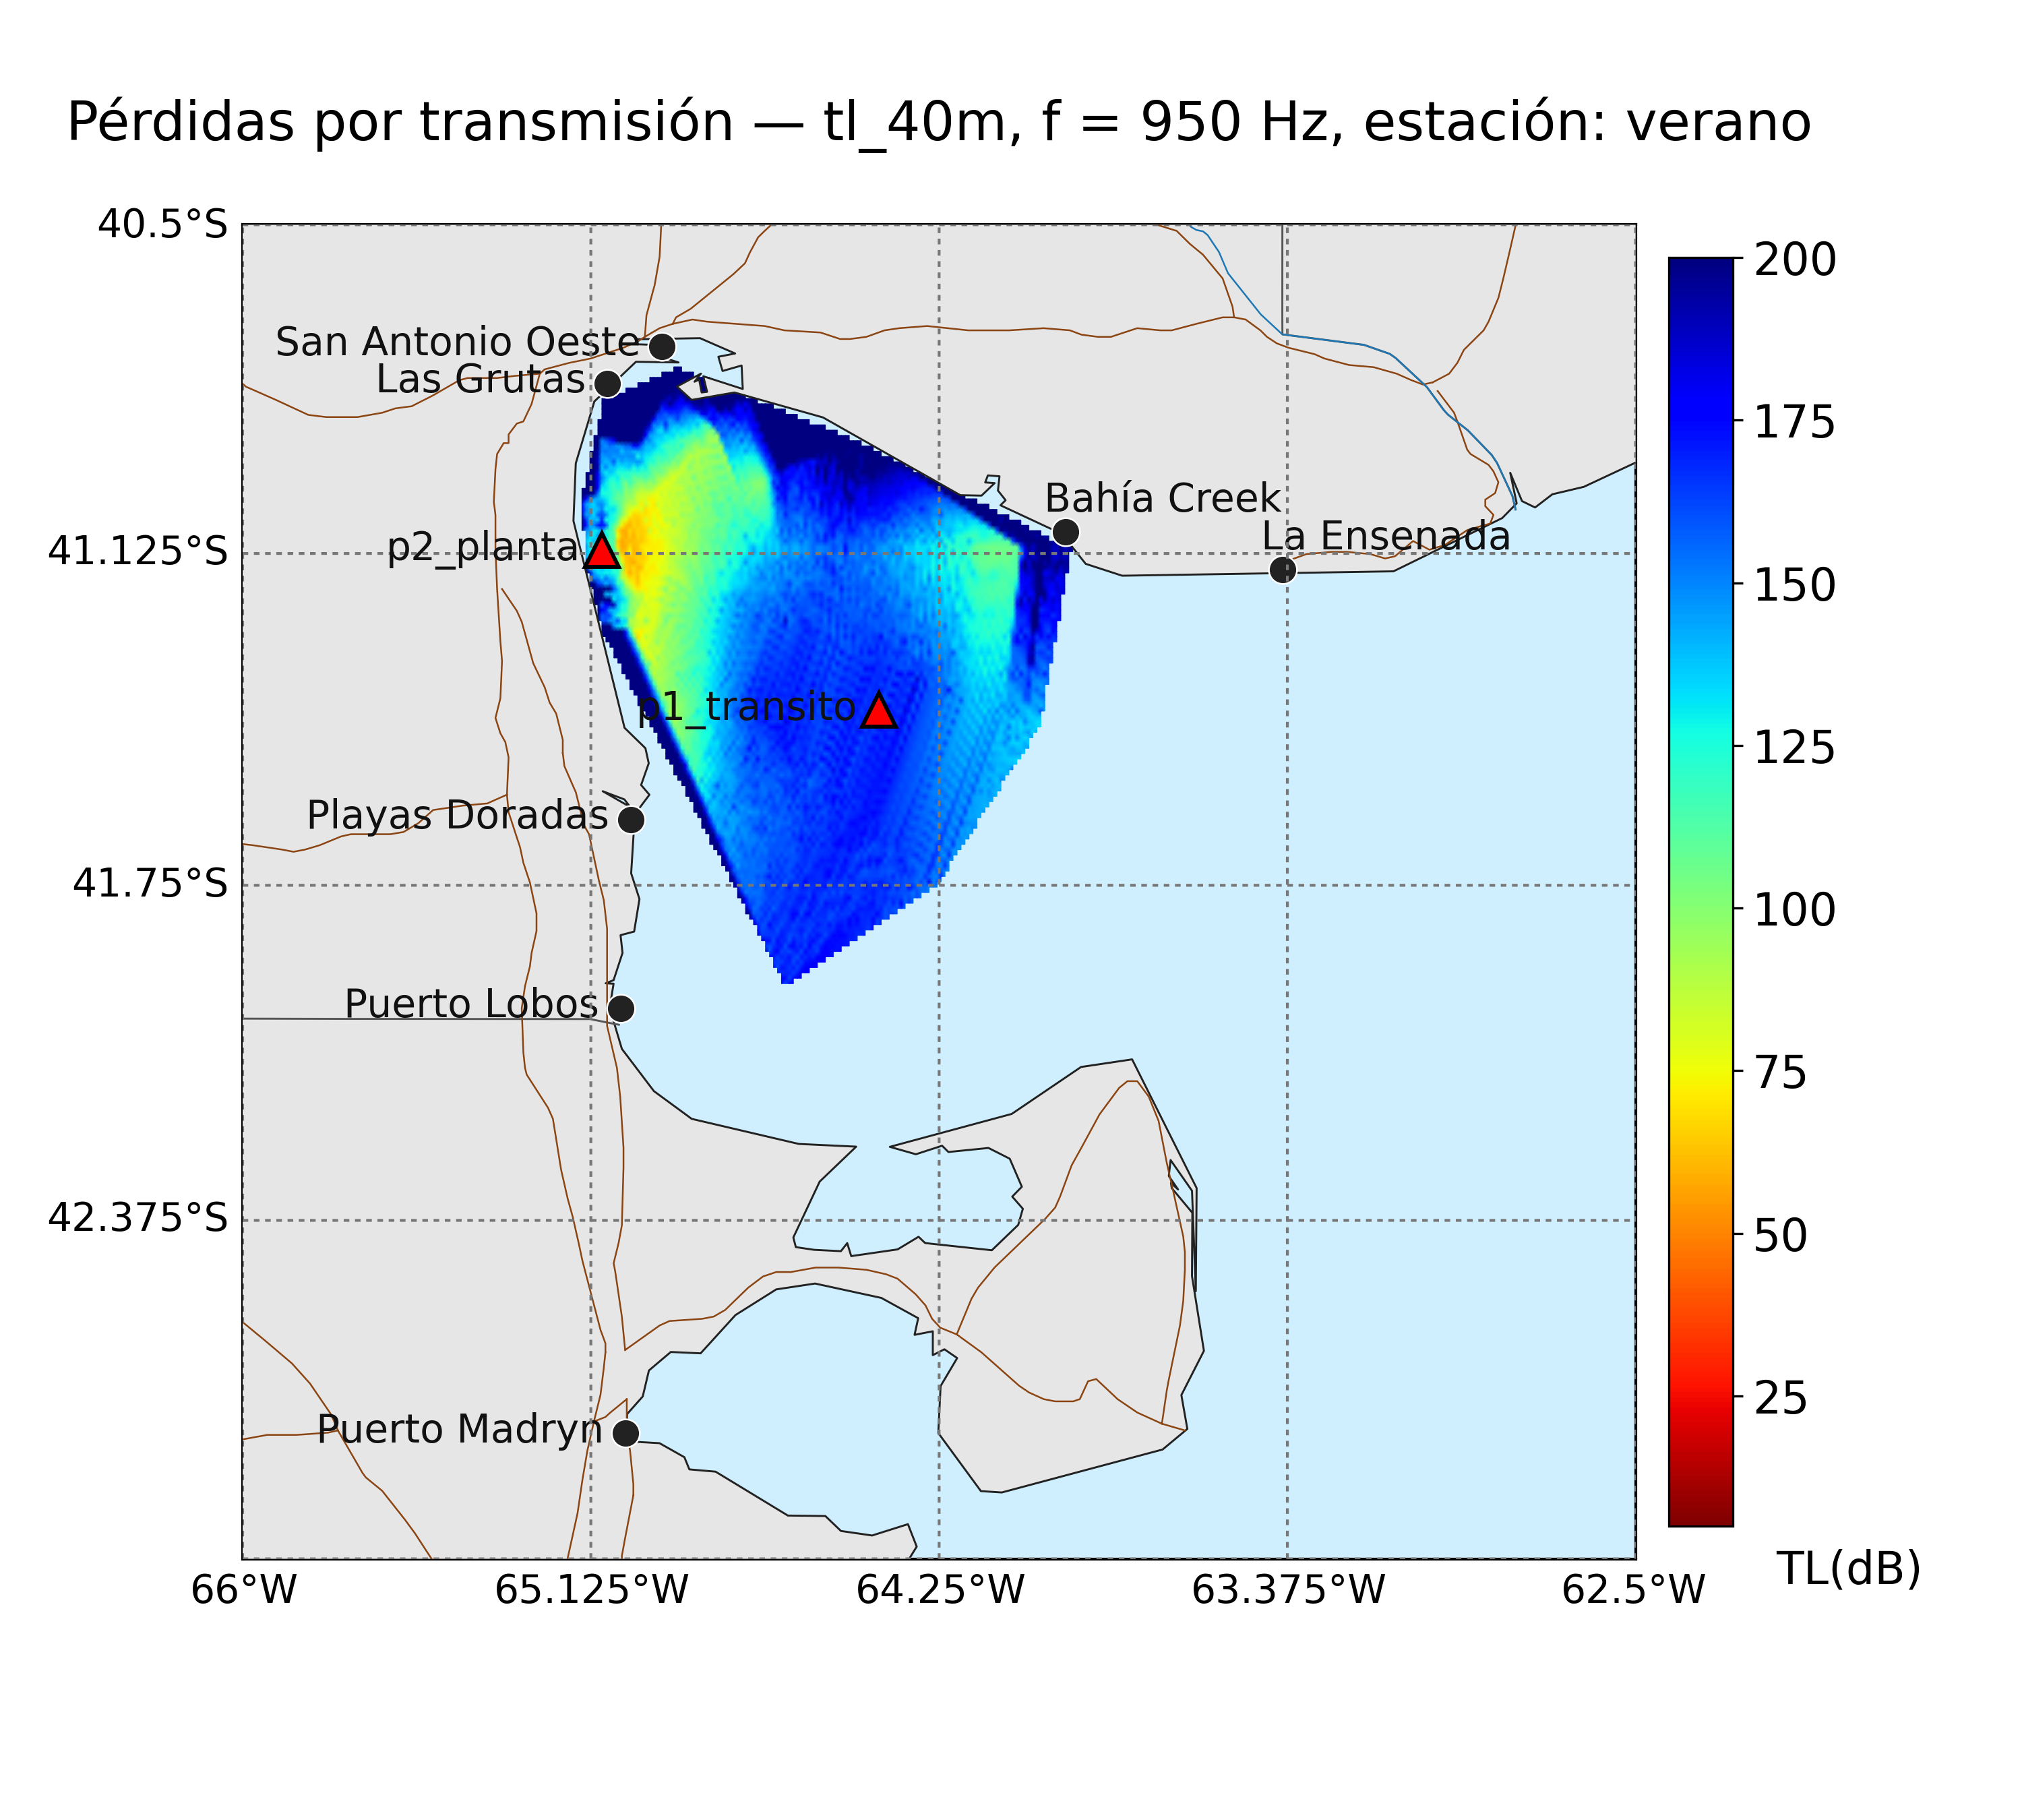 Pérdidas por transmisión — tl_40m, f = 950 Hz, estación: verano
40.5°S
200
San Antonio Oeste
Las Grutas
175
Bahía Creek
La Ensenada
p2_planta
41.125°S
150
p1_transito
125
Playas Doradas
41.75°S
100
Puerto Lobos
75
42.375°S
50
25
Puerto Madryn
TL(dB)
66°W
65.125°W
64.25°W
63.375°W
62.5°W